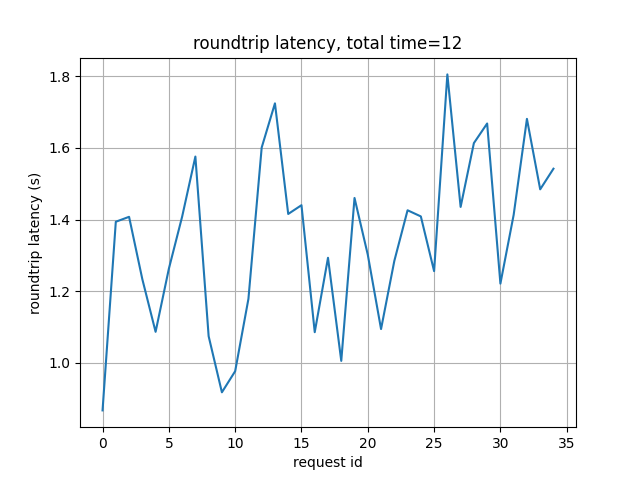 roundtrip latency, total time=12
1.8
1.6
1.4
1.2
1.0
roundtrip latency (s)
0 5 10 15 20 25 30 35
request id